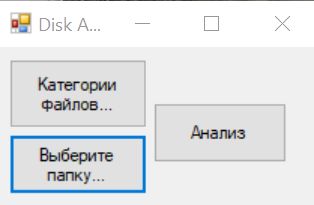 Disk A...
Категории
файлов...
Анализ
Выберите
папку...